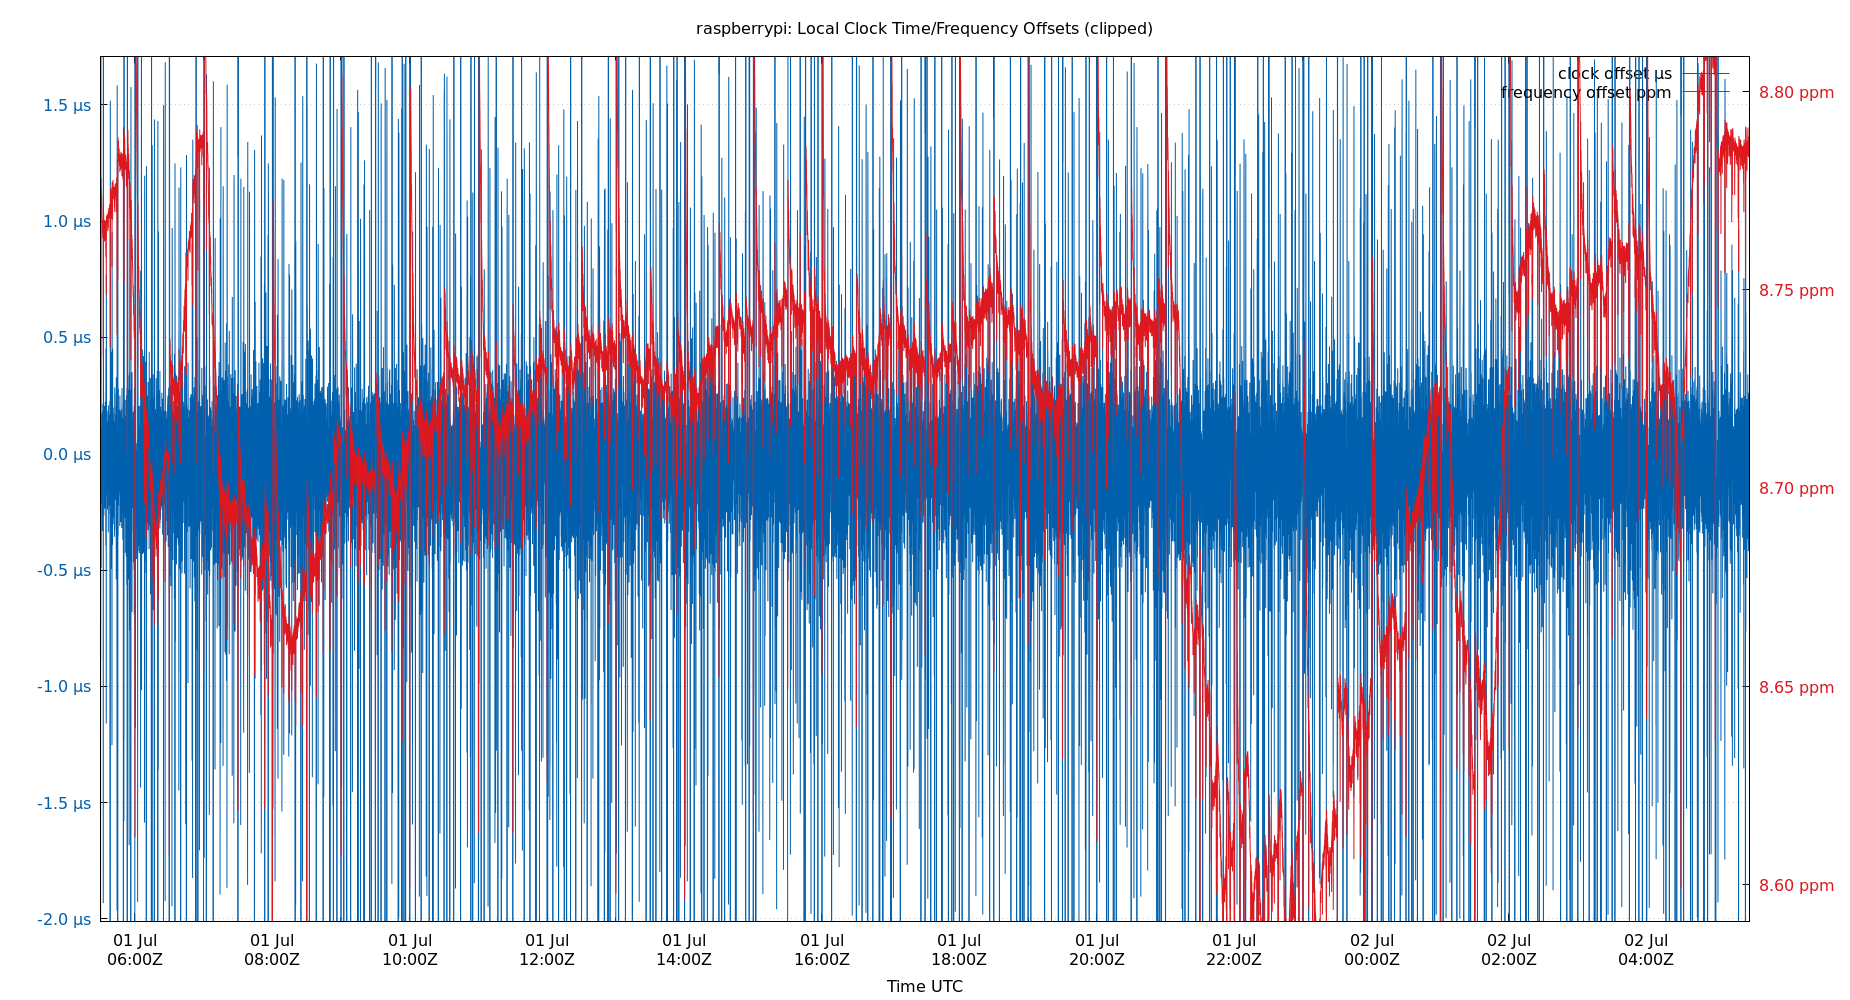 raspberrypi: Local Clock Time/Frequency Offsets (clipped)
clock offset µs
frequency offset ppm
1.5 µs
1.0 µs
0.5 µs
0.0 µs
-0.5 µs
-1.0 µs
-1.5 µs
-2.0 µs
8.80 ppm
8.75 ppm
8.70 ppm
8.65 ppm
8.60 ppm
01 Jul 01 Jul 01 Jul 01 Jul 01 Jul 01 Jul 01 Jul 01 Jul 01 Jul 02 Jul 02 Jul 02 Jul
06:00Z 08:00Z 10:00Z 12:00Z 14:00Z 16:00Z 18:00Z 20:00Z 22:00Z 00:00Z 02:00Z 04:00Z
Time UTC